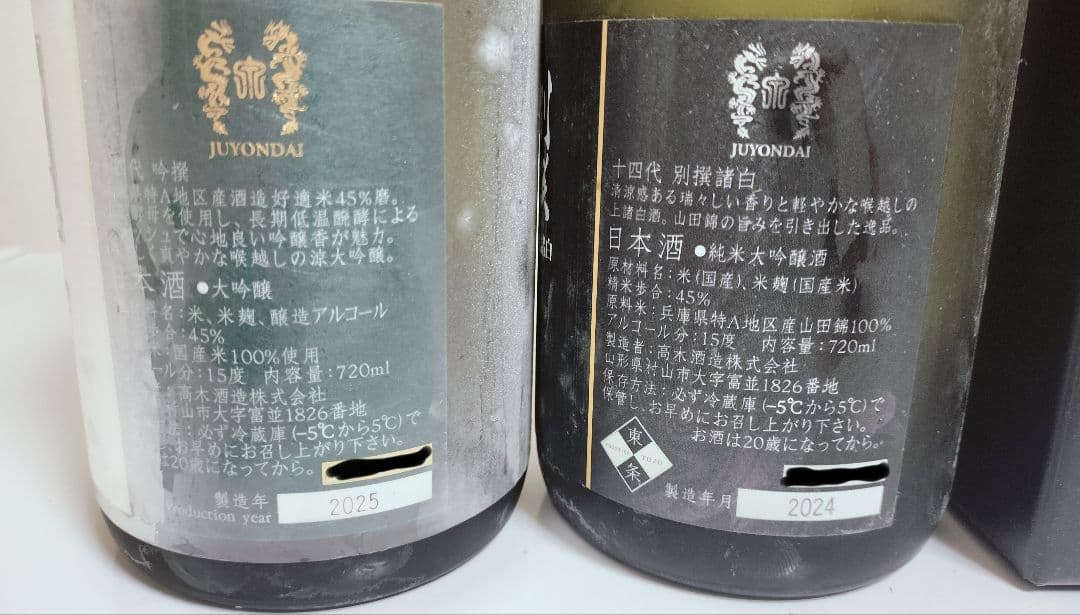 JUYONDAI
代 吟撰
特A地区産酒造好適米45%磨。
母を使用し、長期低温醗酵による
ッシュで心地良い吟醸香が魅力。
爽やかな喉越しの涼大吟醸。
本酒 ●大吟醸
名:米、米麹、醸造アルコール
合:45%
国産米100%使用
ール分:15度 内容量:720ml
高木酒造株式会社
村山市大字富並1826番地
法:必ず冷蔵庫(−5℃から5℃)で
、お早めにお召し上がり下さい。
は20歳になってから。
製造年
Production year
2025
JUYONDAI
十四代 別撰諸白
清涼感ある瑞々しい香りと軽やかな喉越しの
上諸白酒。山田錦の旨みを引き出した逸品。
日本酒 ●純米大吟醸酒
原材料名:米(国産)、米麹(国産米)
精米歩合:45%
原料米:兵庫県特A地区産山田錦100%
アルコール分:15度 内容量:720ml
製造者:高木酒造株式会社
山形県村山市大字富並1826番地
保存方法:必ず冷蔵庫(−5℃から5℃)で
保管し、お早めにお召し上がり下さい。
お酒は20歳になってから。
東
条
TOJO
製造年月
2024